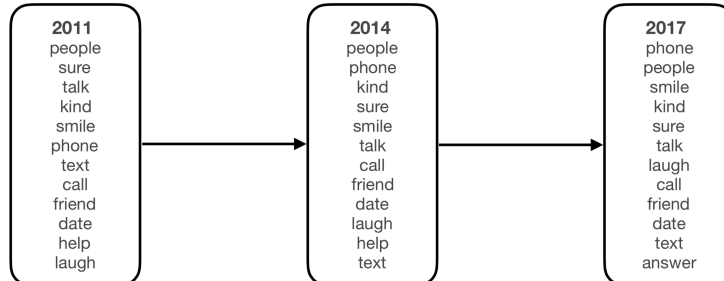 2011
people
sure
talk
kind
smile
phone
text
call
friend
date
help
laugh
2014
people
phone
kind
sure
smile
talk
call
friend
date
laugh
help
text
2017
phone
people
smile
kind
sure
talk
laugh
call
friend
date
text
answer